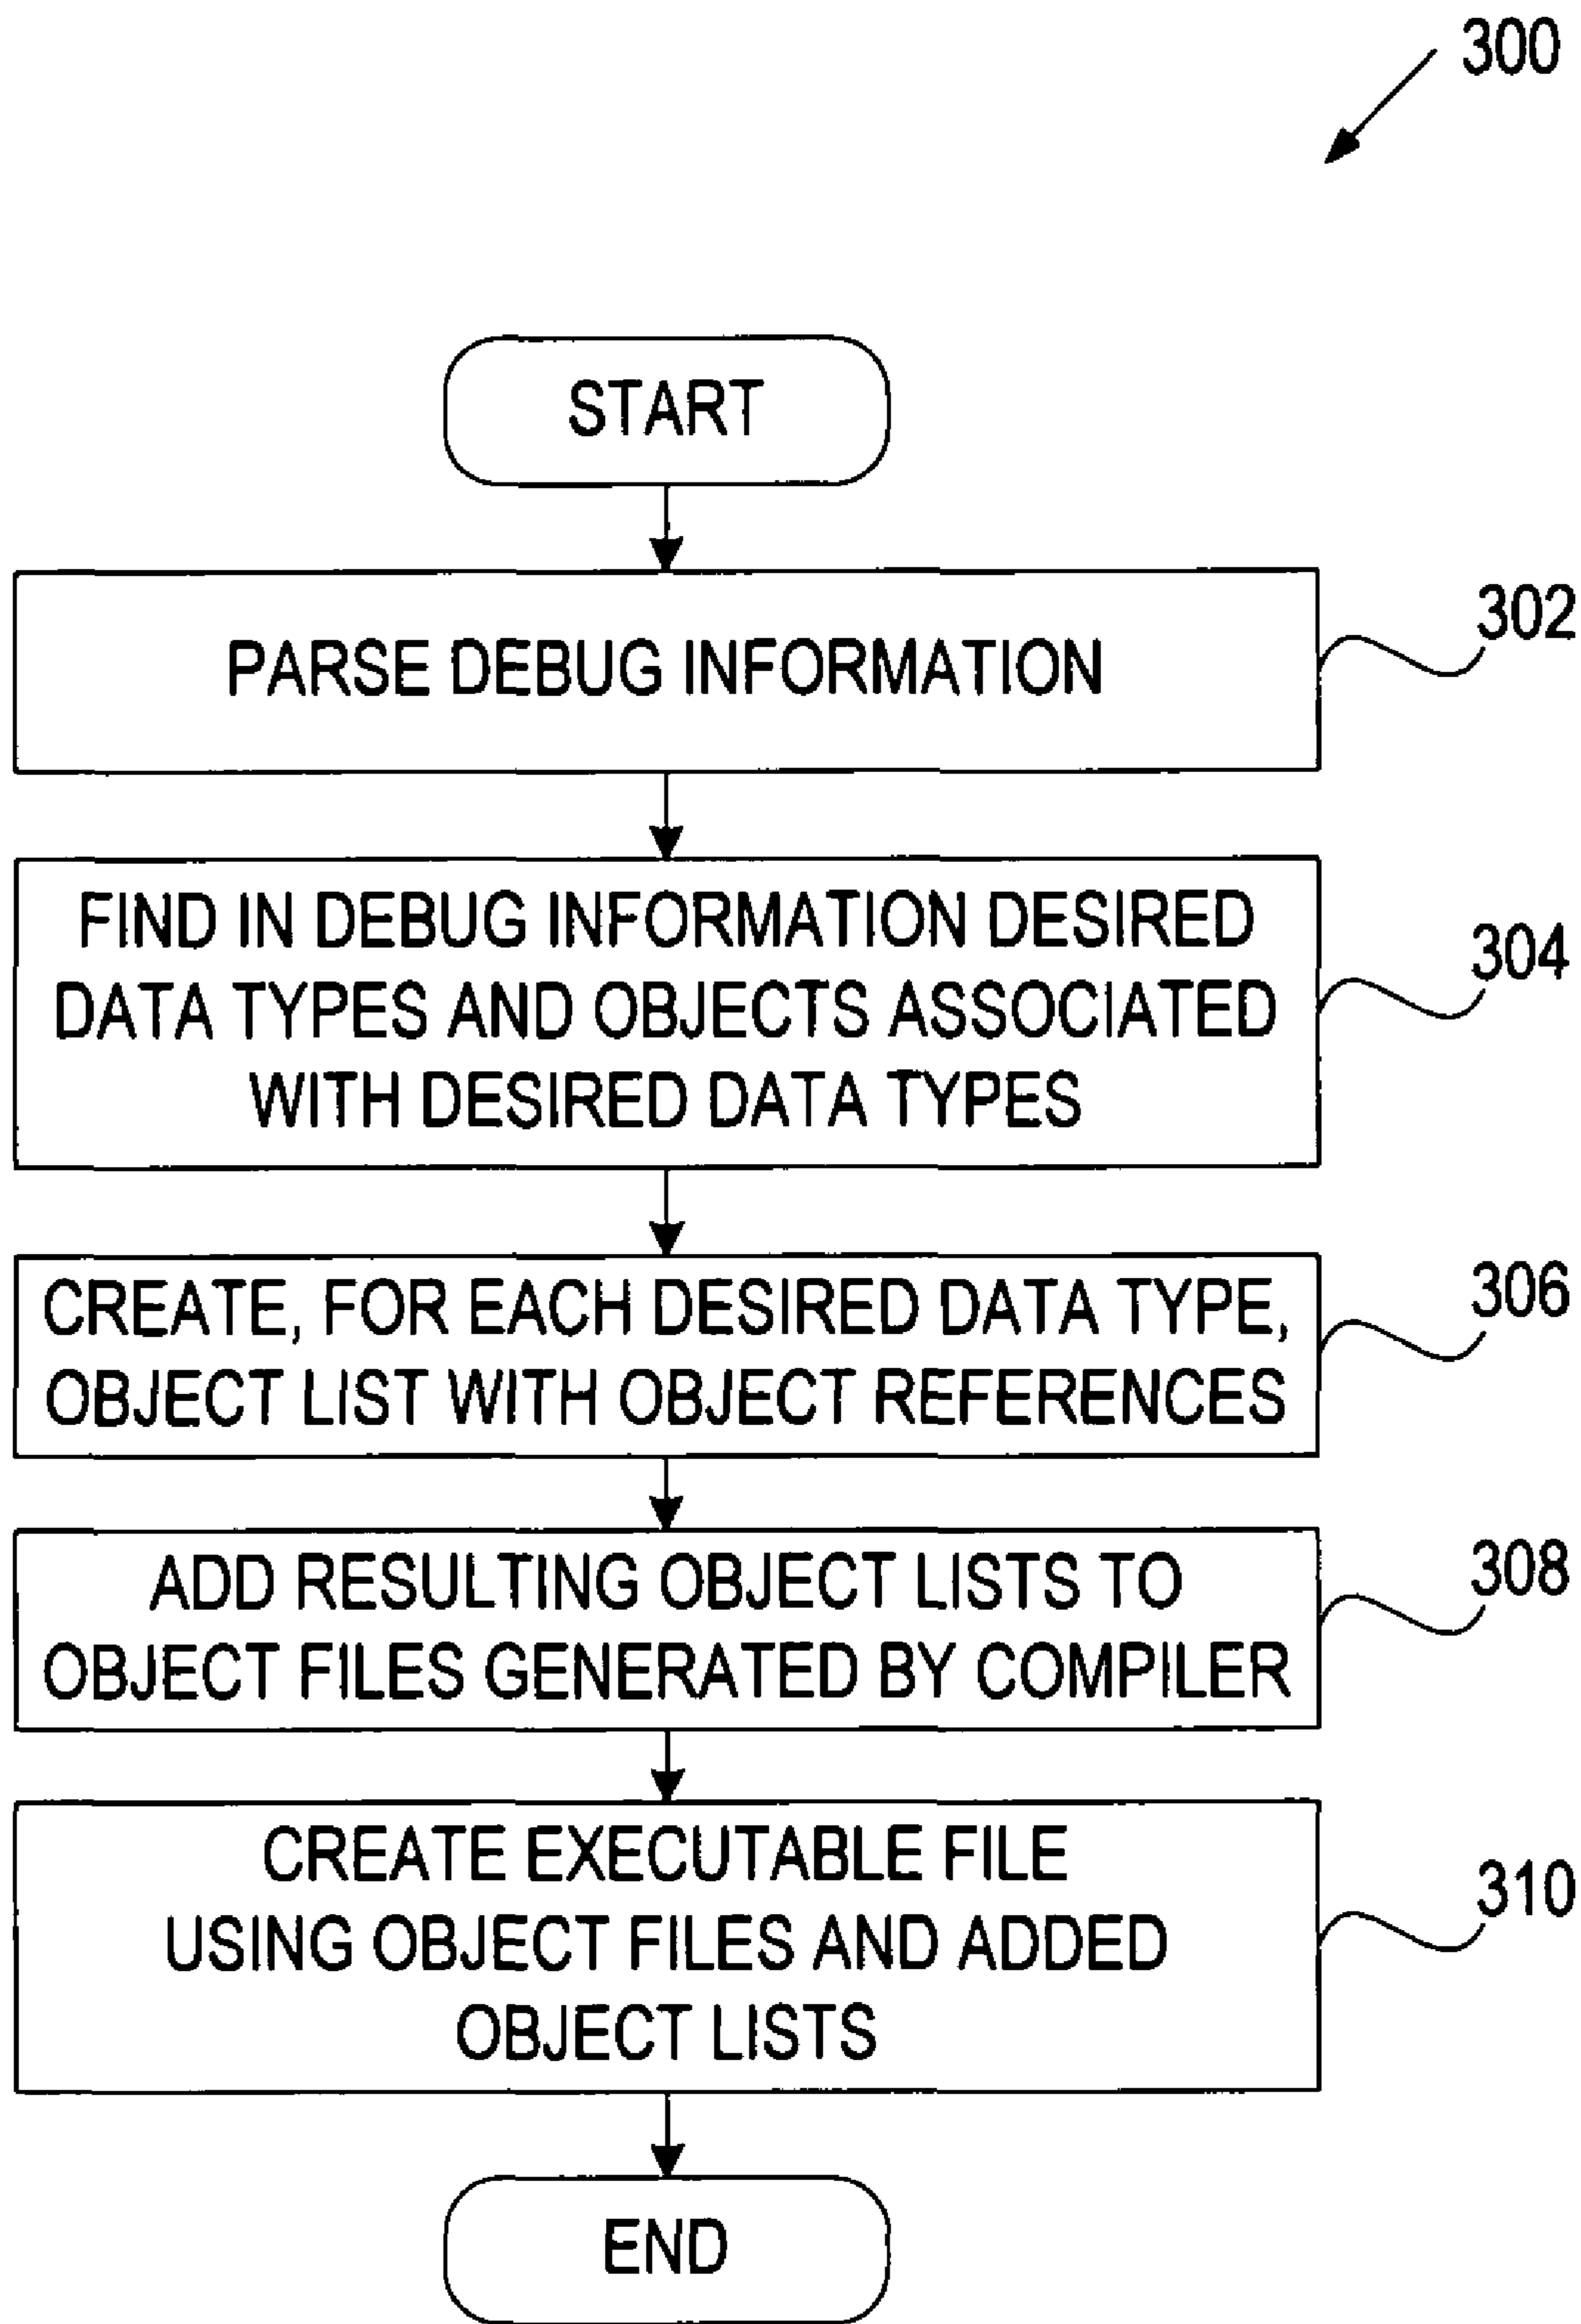 300
START
PARSE DEBUG INFORMATION
302
FIND IN DEBUG INFORMATION DESIRED
DATA TYPES AND OBJECTS ASSOCIATED
WITH DESIRED DATA TYPES
304
CREATE, FOR EACH DESIRED DATA TYPE,
OBJECT LIST WITH OBJECT REFERENCES
306
ADD RESULTING OBJECT LISTS TO
OBJECT FILES GENERATED BY COMPILER
308
CREATE EXECUTABLE FILE
USING OBJECT FILES AND ADDED
OBJECT LISTS
310
END